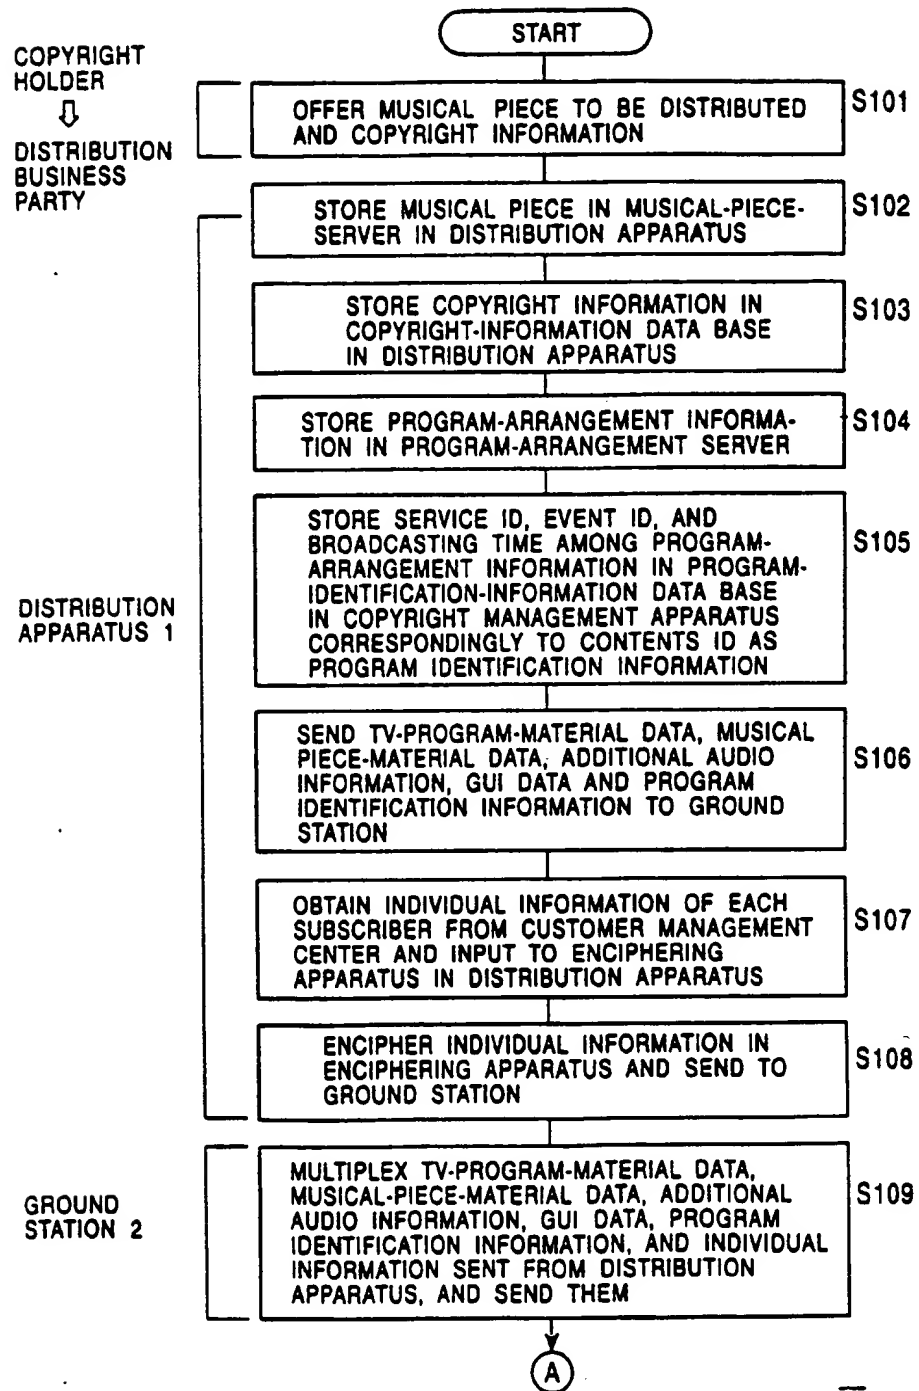 START
COPYRIGHT
HOLDER
⇩
DISTRIBUTION
BUSINESS
PARTY
OFFER MUSICAL PIECE TO BE DISTRIBUTED
AND COPYRIGHT INFORMATION
S101
STORE MUSICAL PIECE IN MUSICAL-PIECE-
SERVER IN DISTRIBUTION APPARATUS
S102
STORE COPYRIGHT INFORMATION IN
COPYRIGHT-INFORMATION DATA BASE
IN DISTRIBUTION APPARATUS
S103
STORE PROGRAM-ARRANGEMENT INFORMA-
TION IN PROGRAM-ARRANGEMENT SERVER
S104
DISTRIBUTION
APPARATUS 1
STORE SERVICE ID, EVENT ID, AND
BROADCASTING TIME AMONG PROGRAM-
ARRANGEMENT INFORMATION IN PROGRAM-
IDENTIFICATION-INFORMATION DATA BASE
IN COPYRIGHT MANAGEMENT APPARATUS
CORRESPONDINGLY TO CONTENTS ID AS
PROGRAM IDENTIFICATION INFORMATION
S105
SEND TV-PROGRAM-MATERIAL DATA, MUSICAL
PIECE-MATERIAL DATA, ADDITIONAL AUDIO
INFORMATION, GUI DATA AND PROGRAM
IDENTIFICATION INFORMATION TO GROUND
STATION
S106
OBTAIN INDIVIDUAL INFORMATION OF EACH
SUBSCRIBER FROM CUSTOMER MANAGEMENT
CENTER AND INPUT TO ENCIPHERING
APPARATUS IN DISTRIBUTION APPARATUS
S107
ENCIPHER INDIVIDUAL INFORMATION IN
ENCIPHERING APPARATUS AND SEND TO
GROUND STATION
S108
GROUND
STATION 2
MULTIPLEX TV-PROGRAM-MATERIAL DATA,
MUSICAL-PIECE-MATERIAL DATA, ADDITIONAL
AUDIO INFORMATION, GUI DATA, PROGRAM
IDENTIFICATION INFORMATION, AND INDIVIDUAL
INFORMATION SENT FROM DISTRIBUTION
APPARATUS, AND SEND THEM
S109
A